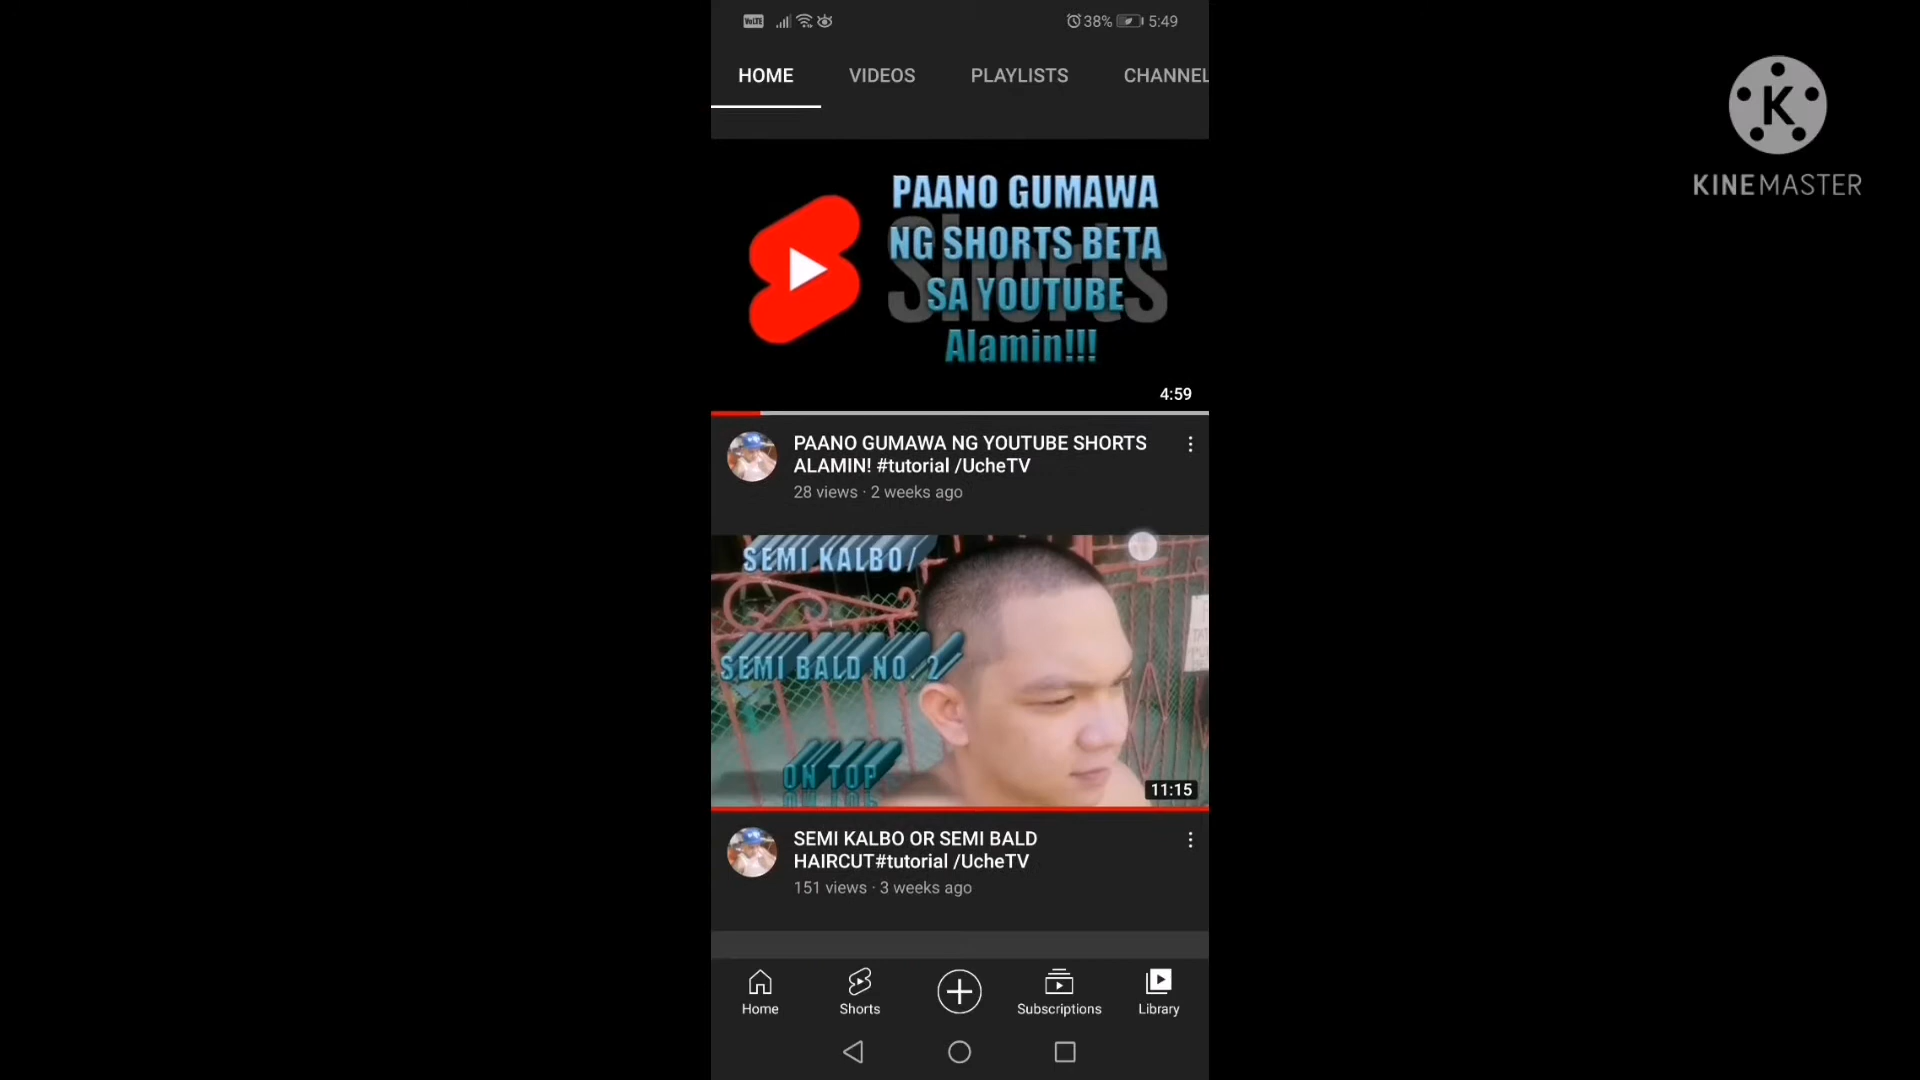 VoLTE
38% 5:49
HOME VIDEOS PLAYLISTS CHANNEL
KINEMASTER
PAANO GUMAWA
NG SHORTS BETA
SA YOUTUBE
Alamin!!!
Shorts
4:59
PAANO GUMAWA NG YOUTUBE SHORTS
ALAMIN! #tutorial /UcheTV
28 views · 2 weeks ago
SEMI KALBO/
SEMI BALD NO. 2/
ON TOP
11:15
SEMI KALBO OR SEMI BALD
HAIRCUT#tutorial /UcheTV
151 views · 3 weeks ago
Home Shorts Subscriptions Library